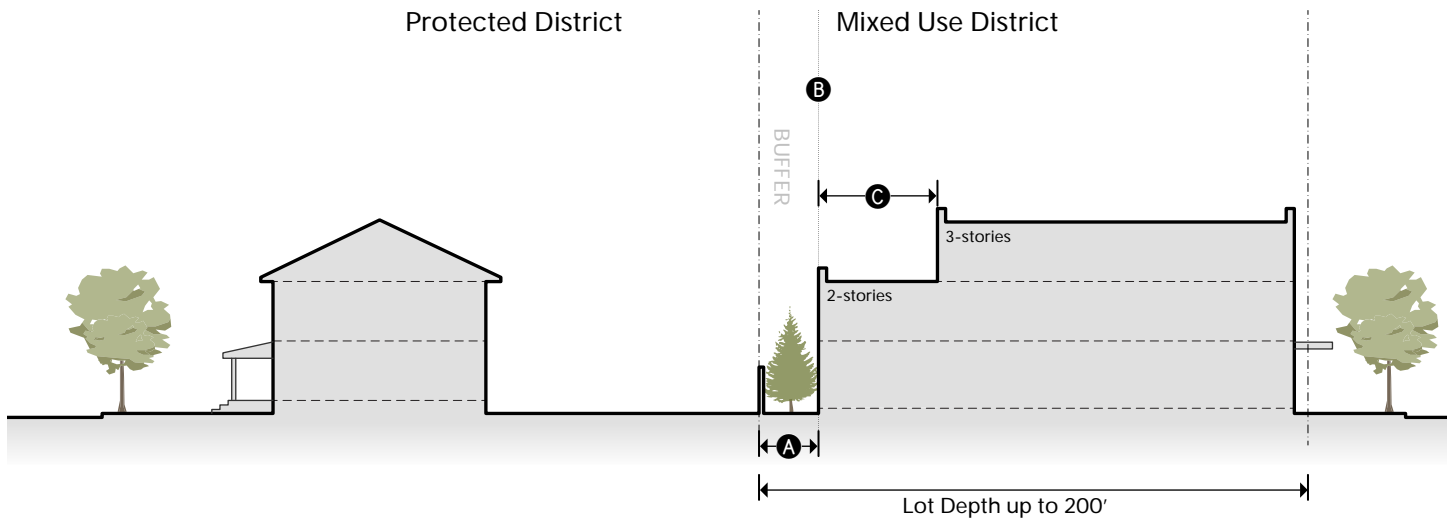 Protected District
Mixed Use District
B
BUFFER
C
3-stories
2-stories
A
Lot Depth up to 200′